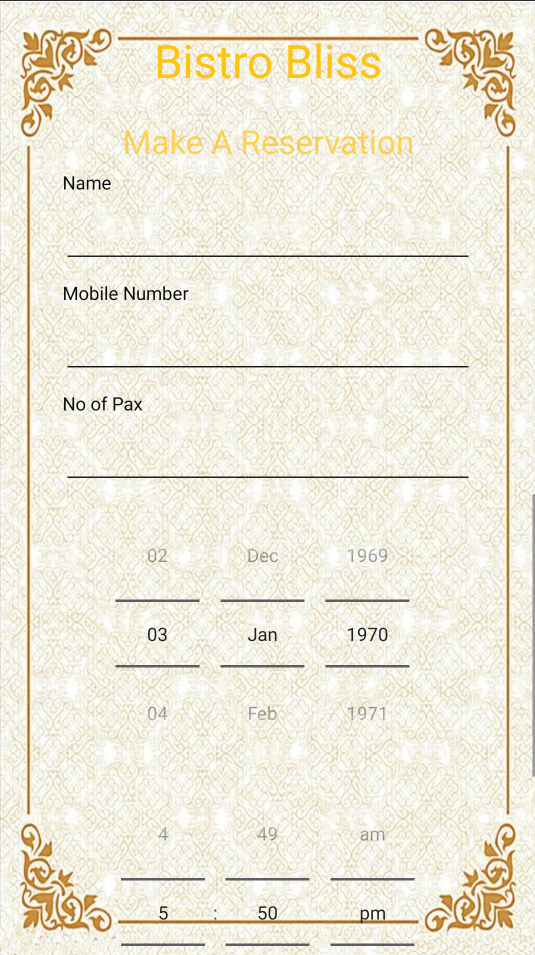 Bistro Bliss
Make A Reservation
Name
Mobile Number
No of Pax
02 Dec 1969
03 Jan 1970
04 Feb 1971
4 49 am
5 : 50 pm